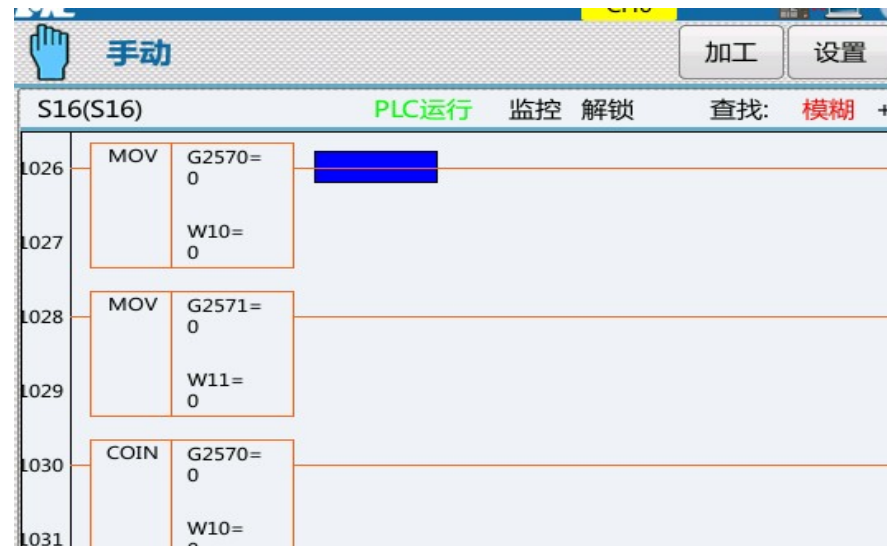 手动 加工 设置
S16(S16) PLC运行 监控 解锁 查找: 模糊
1026 MOV G2570=
0
1027 W10=
0
1028 MOV G2571=
0
1029 W11=
0
1030 COIN G2570=
0
1031 W10=